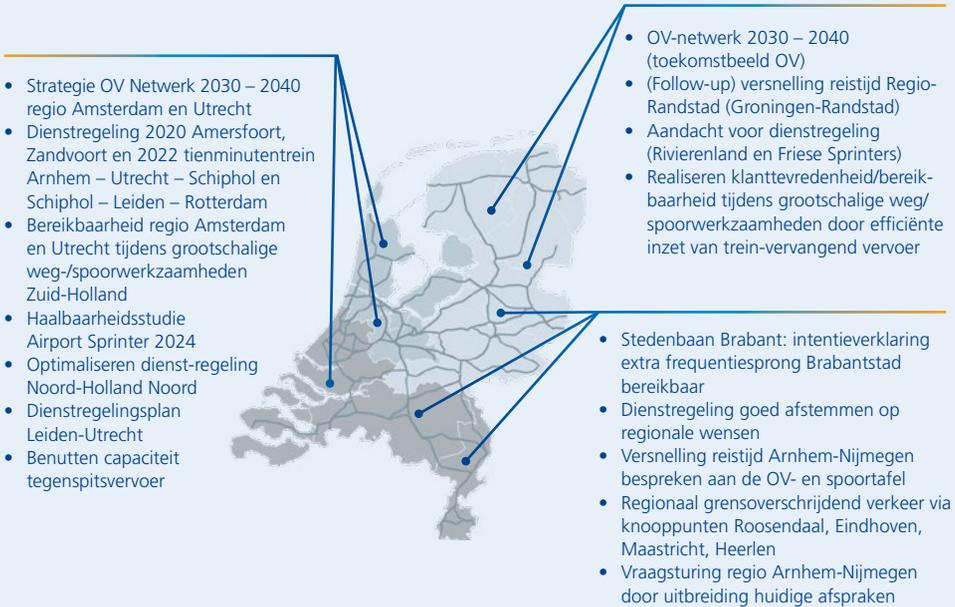 • Strategie OV Netwerk 2030 – 2040
regio Amsterdam en Utrecht
• Dienstregeling 2020 Amersfoort,
Zandvoort en 2022 tienminutentrein
Arnhem – Utrecht – Schiphol en
Schiphol – Leiden – Rotterdam
• Bereikbaarheid regio Amsterdam
en Utrecht tijdens grootschalige
weg-/spoorwerkzaamheden
Zuid-Holland
• Haalbaarheidsstudie
Airport Sprinter 2024
• Optimaliseren dienst-regeling
Noord-Holland Noord
• Dienstregelingsplan
Leiden-Utrecht
• Benutten capaciteit
tegenspitsvervoer
• OV-netwerk 2030 – 2040
(toekomstbeeld OV)
• (Follow-up) versnelling reistijd Regio-
Randstad (Groningen-Randstad)
• Aandacht voor dienstregeling
(Rivierenland en Friese Sprinters)
• Realiseren klanttevredenheid/bereik-
baarheid tijdens grootschalige weg/
spoorwerkzaamheden door efficiënte
inzet van trein-vervangend vervoer
• Stedenbaan Brabant: intentieverklaring
extra frequentiesprong Brabantstad
bereikbaar
• Dienstregeling goed afstemmen op
regionale wensen
• Versnelling reistijd Arnhem-Nijmegen
bespreken aan de OV- en spoortafel
• Regionaal grensoverschrijdend verkeer via
knooppunten Roosendaal, Eindhoven,
Maastricht, Heerlen
• Vraagsturing regio Arnhem-Nijmegen
door uitbreiding huidige afspraken